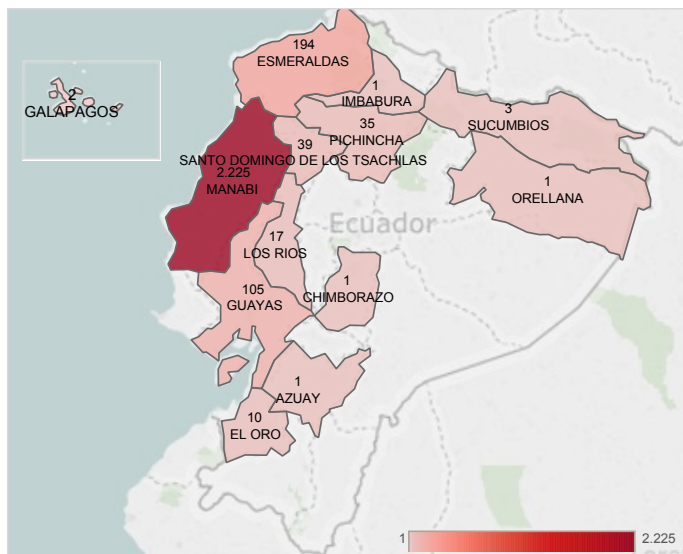 194
ESMERALDAS
2
GALAPAGOS
1
IMBABURA
3
SUCUMBIOS
35
PICHINCHA
39
SANTO DOMINGO DE LOS TSACHILAS
2.225
MANABI
1
ORELLANA
Ecuador
17
LOS RIOS
105
GUAYAS
1
CHIMBORAZO
1
AZUAY
10
EL ORO
1
2.225